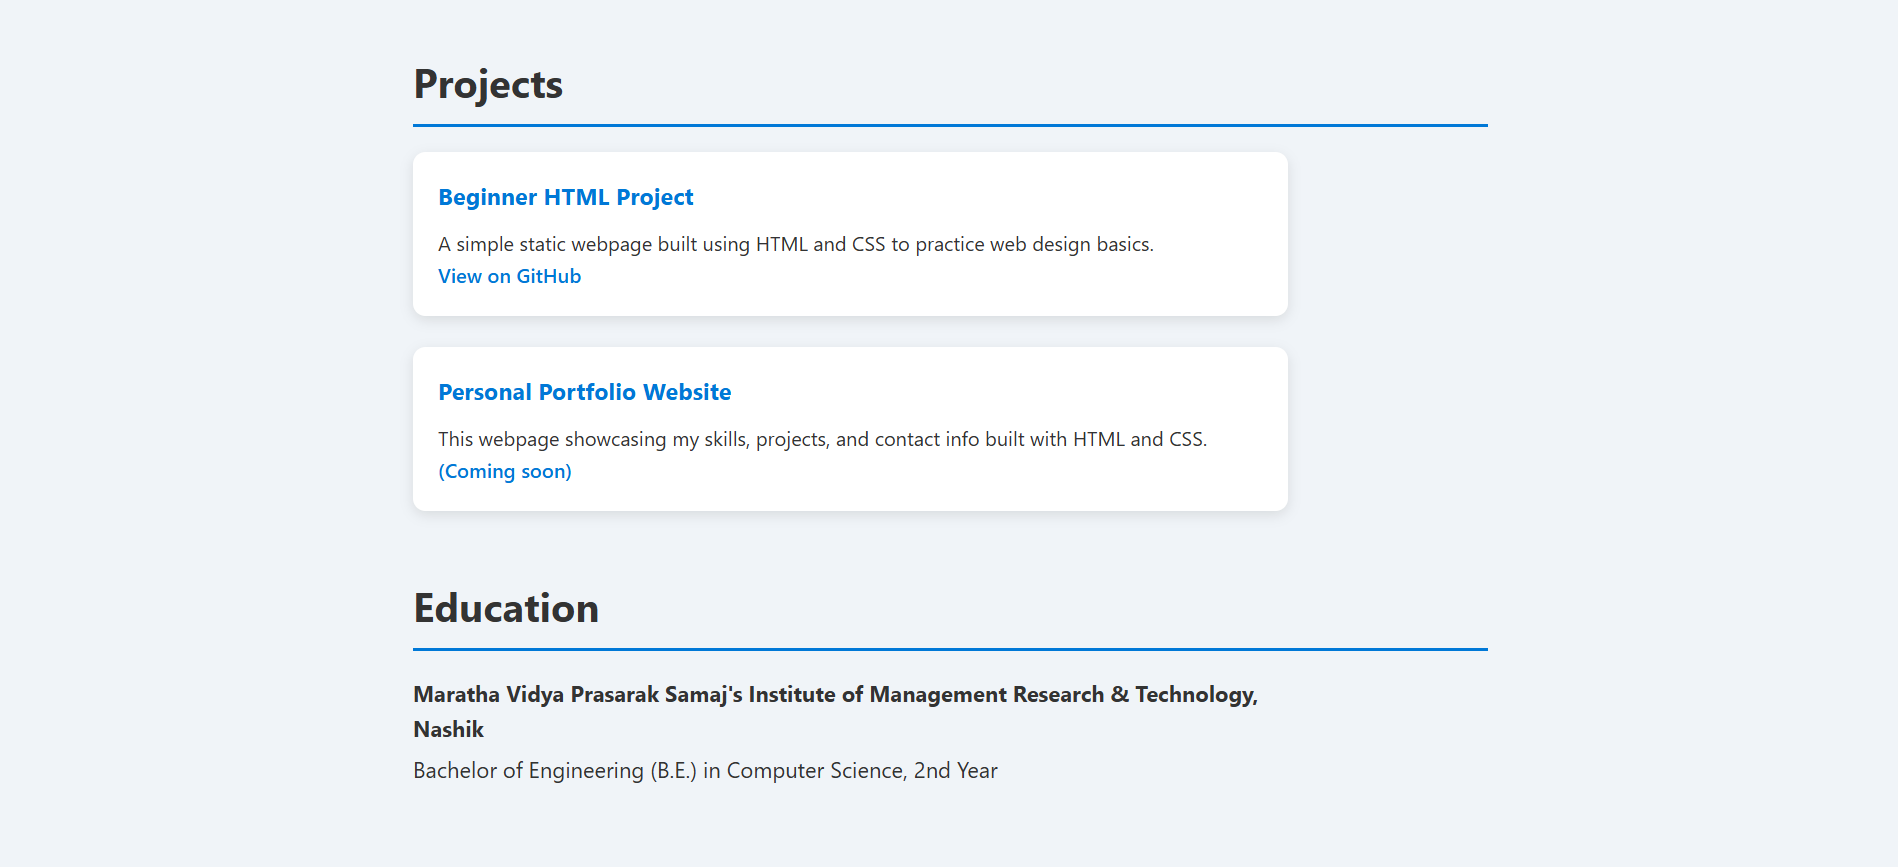 Projects
Beginner HTML Project
A simple static webpage built using HTML and CSS to practice web design basics.
View on GitHub
Personal Portfolio Website
This webpage showcasing my skills, projects, and contact info built with HTML and CSS.
(Coming soon)
Education
Maratha Vidya Prasarak Samaj's Institute of Management Research & Technology,
Nashik
Bachelor of Engineering (B.E.) in Computer Science, 2nd Year